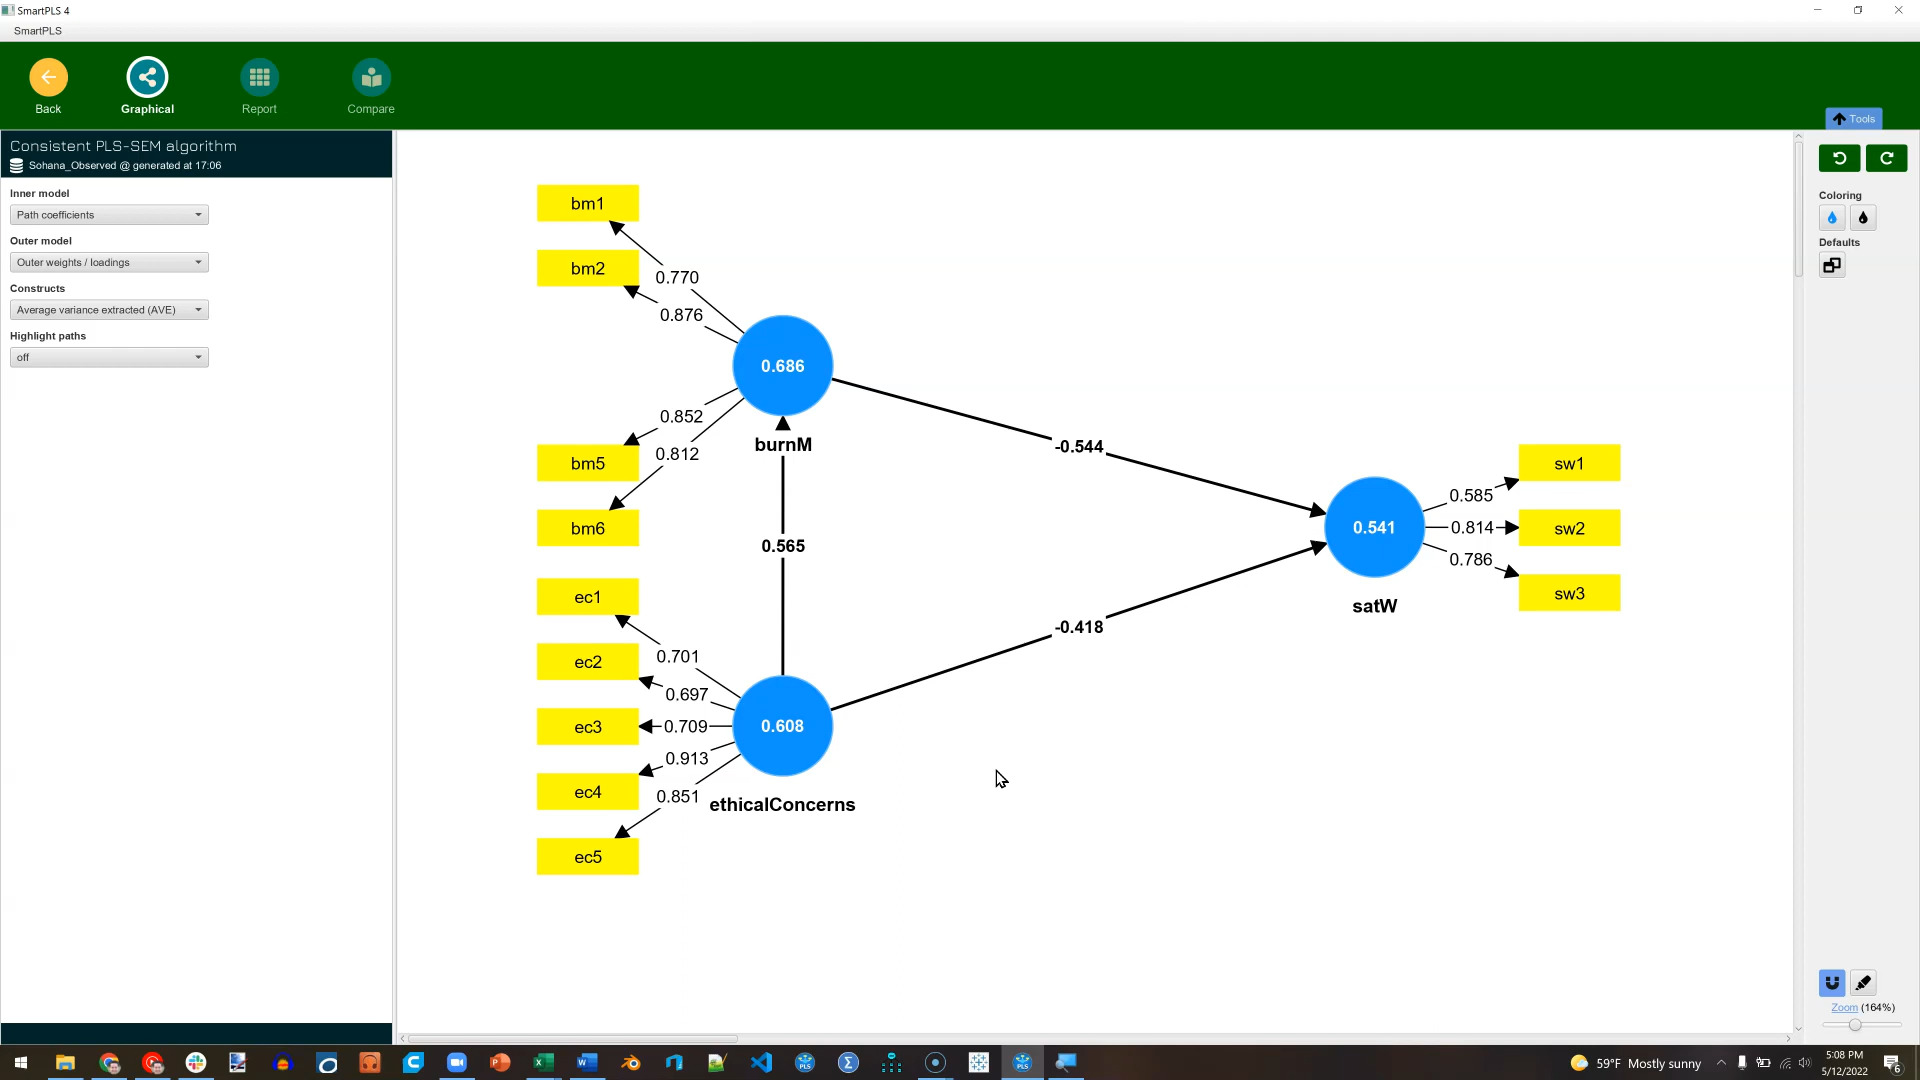 SmartPLS 4
SmartPLS
Back
Graphical
Report
Compare
Tools
Consistent PLS-SEM algorithm
Sohana_Observed @ generated at 17:06
Inner model
Path coefficients
Outer model
Outer weights / loadings
Constructs
Average variance extracted (AVE)
Highlight paths
off
Coloring
Defaults
bm1
bm2
0.770
0.876
0.686
0.852
0.812
burnM
bm5
bm6
-0.544
0.565
ec1
ec2
ec3
ec4
ec5
0.701
0.697
0.709
0.913
0.851
0.608
ethicalConcerns
-0.418
0.541
satW
0.585
0.814
0.786
sw1
sw2
sw3
Zoom (164%)
PLS
PLS
59°F Mostly sunny
5:08 PM
5/12/2022
6